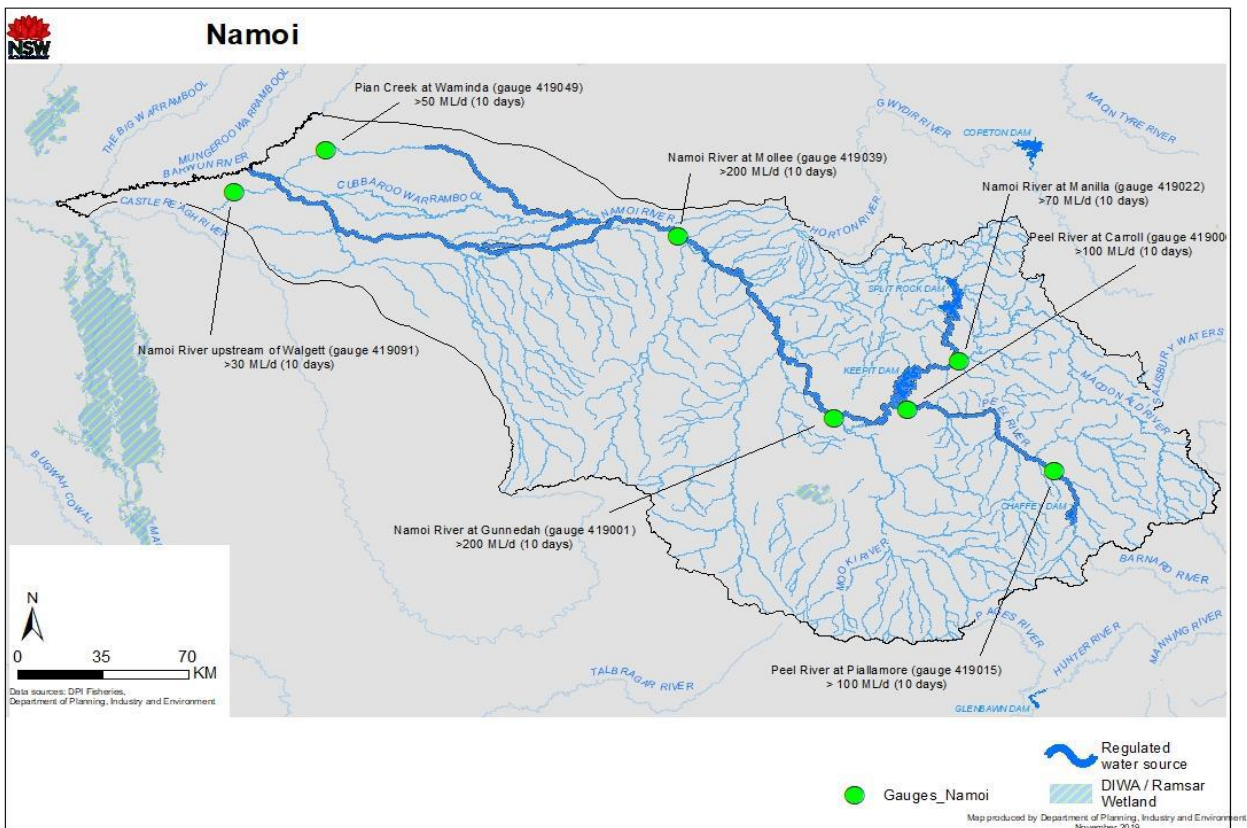 Namoi
NSW
Pian Creek at Waminda (gauge 419049)
>50 ML/d (10 days)
THE BIG WARRAMBOOL
MUNGEROO WARRAMBOOL
BARWON RIVER
GWYDIR RIVER
MACINTYRE RIVER
COPETON DAM
Namoi River at Mollee (gauge 419039)
>200 ML/d (10 days)
Namoi River at Manilla (gauge 419022)
>70 ML/d (10 days)
CUBBAROO WARRAMBOOL
CASTLEREAGH RIVER
NAMOI RIVER
HORTON RIVER
Peel River at Carroll (gauge 41900
>100 ML/d (10 days)
SPLIT ROCK DAM
Namoi River upstream of Walgett (gauge 419091)
>30 ML/d (10 days)
KEEPIT DAM
PEEL RIVER
MACDONALD RIVER
SALISBURY WATERS
BUGWAH COWAL
CHAFFEY DAM
Namoi River at Gunnedah (gauge 419001)
>200 ML/d (10 days)
MOOKI RIVER
BARNARD RIVER
PAGES RIVER
HUNTER RIVER
MANNING RIVER
N
0 35 70
KM
TALBRAGAR RIVER
Peel River at Piallamore (gauge 419015)
> 100 ML/d (10 days)
GLENBAWN DAM
Data sources: DPI Fisheries,
Department of Planning, Industry and Environment
Regulated
water source
Gauges_Namoi
DIWA / Ramsar
Wetland
Map produced by Department of Planning, Industry and Environment
November 2019